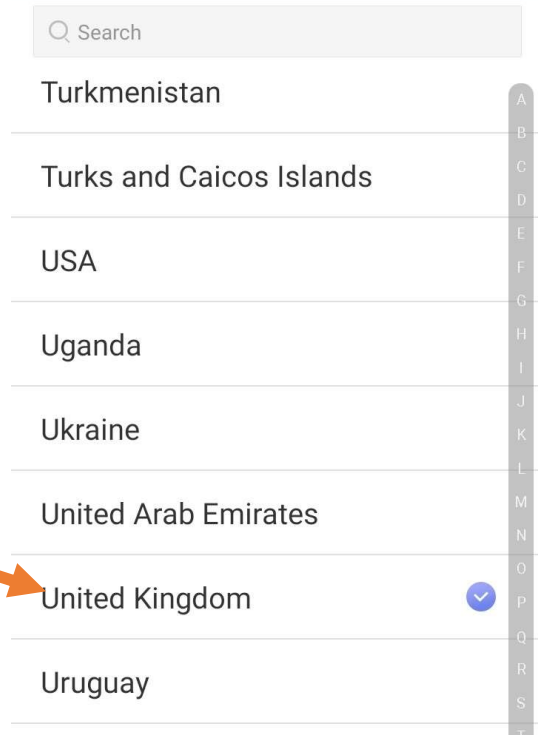 Search
Turkmenistan
Turks and Caicos Islands
USA
Uganda
Ukraine
United Arab Emirates
United Kingdom
Uruguay
A
B
C
D
E
F
G
H
I
J
K
L
M
N
O
P
Q
R
S
T